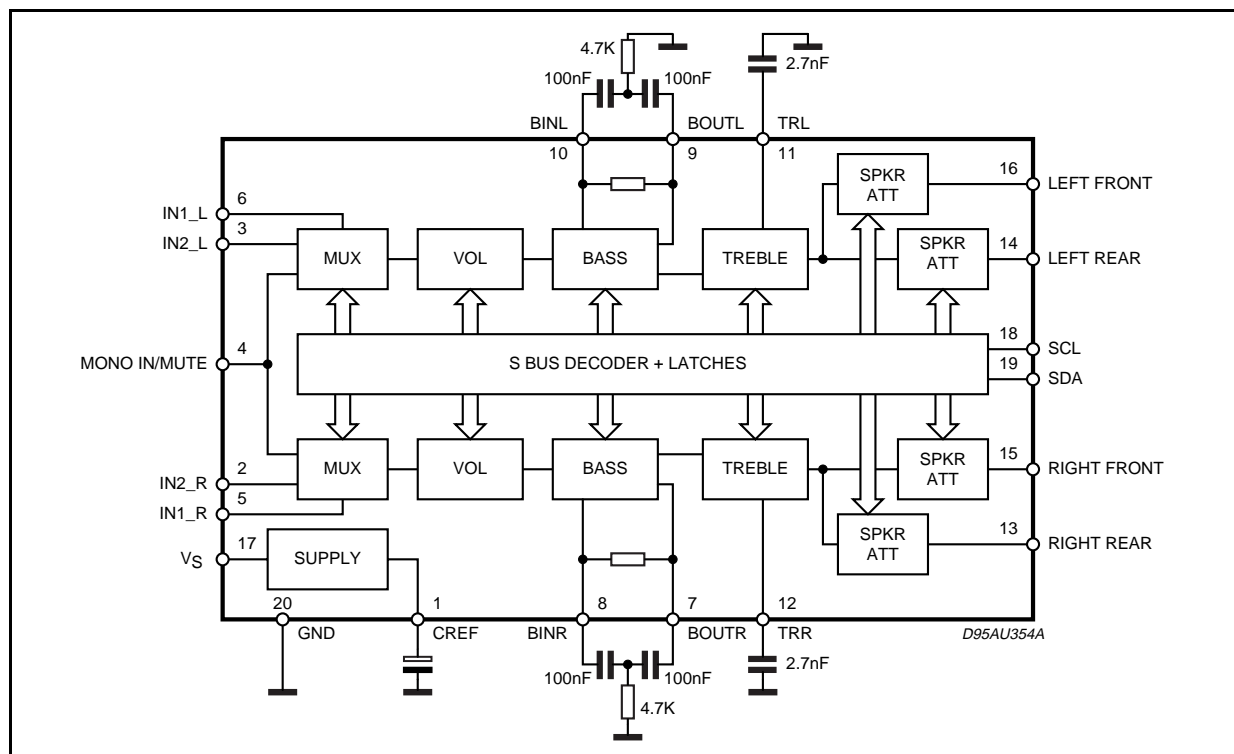 4.7K
2.7nF
100nF 100nF
BINL BOUTL TRL
10 9 11
SPKR
ATT
16
LEFT FRONT
6
IN1_L
3
IN2_L
MUX VOL BASS TREBLE
SPKR
ATT
14
LEFT REAR
4
MONO IN/MUTE
S BUS DECODER + LATCHES
18
SCL
19
SDA
MUX VOL BASS TREBLE
SPKR
ATT
15
RIGHT FRONT
2
IN2_R
5
IN1_R
SPKR
ATT
13
RIGHT REAR
17
VS
SUPPLY
20 1 8 7 12
GND CREF BINR BOUTR TRR
D95AU354A
100nF 100nF 2.7nF
4.7K